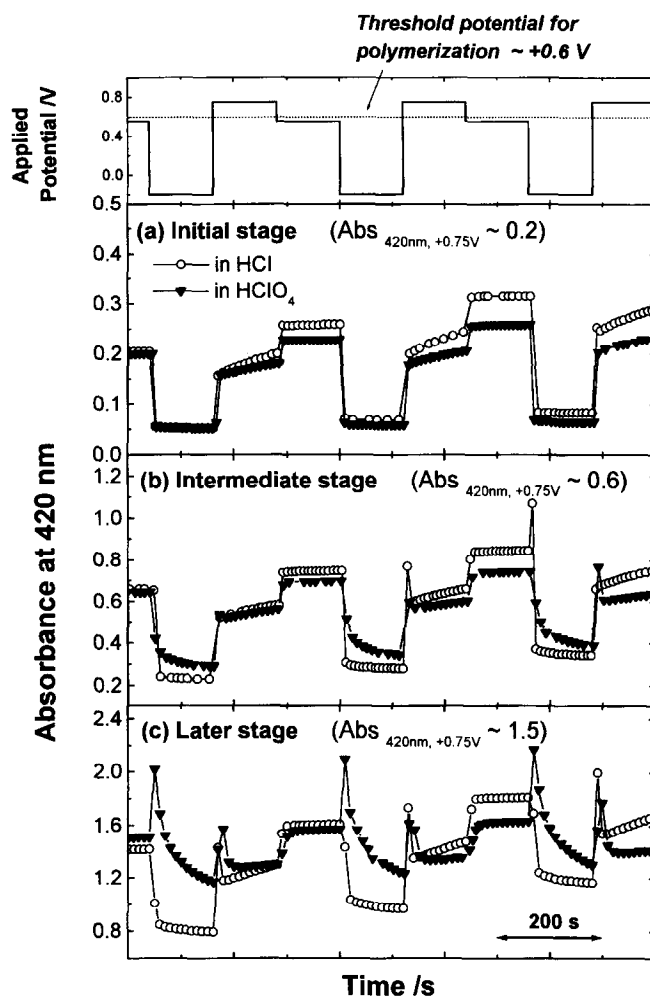 Threshold potential for
polymerization ~ +0.6 V
Applied
Potential /V
0.8
0.4
0.0
0.5
(a) Initial stage (Abs 420nm, +0.75V ~ 0.2)
in HCl
in HClO4
0.4
0.3
0.2
0.1
0.0
Absorbance at 420 nm
1.2
(b) Intermediate stage (Abs 420nm, +0.75V ~ 0.6)
1.0
0.8
0.6
0.4
0.2
2.4
(c) Later stage (Abs 420nm, +0.75V ~ 1.5)
2.0
1.6
1.2
0.8
200 s
Time /s